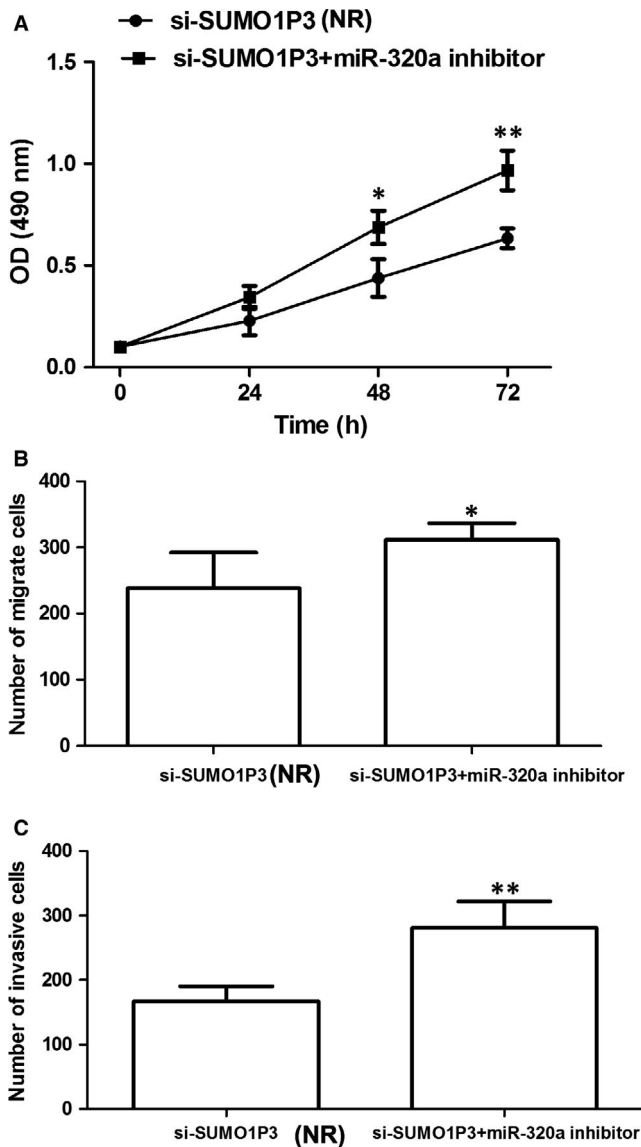 A
si-SUMO1P3 (NR)
si-SUMO1P3+miR-320a inhibitor
OD (490 nm)
1.5
1.0
0.5
0.0
*
**
0 24 48 72
Time (h)
B
Number of migrate cells
400
300
200
100
0
*
si-SUMO1P3 (NR) si-SUMO1P3+miR-320a inhibitor
C
Number of invasive cells
400
300
200
100
0
**
si-SUMO1P3 (NR) si-SUMO1P3+miR-320a inhibitor